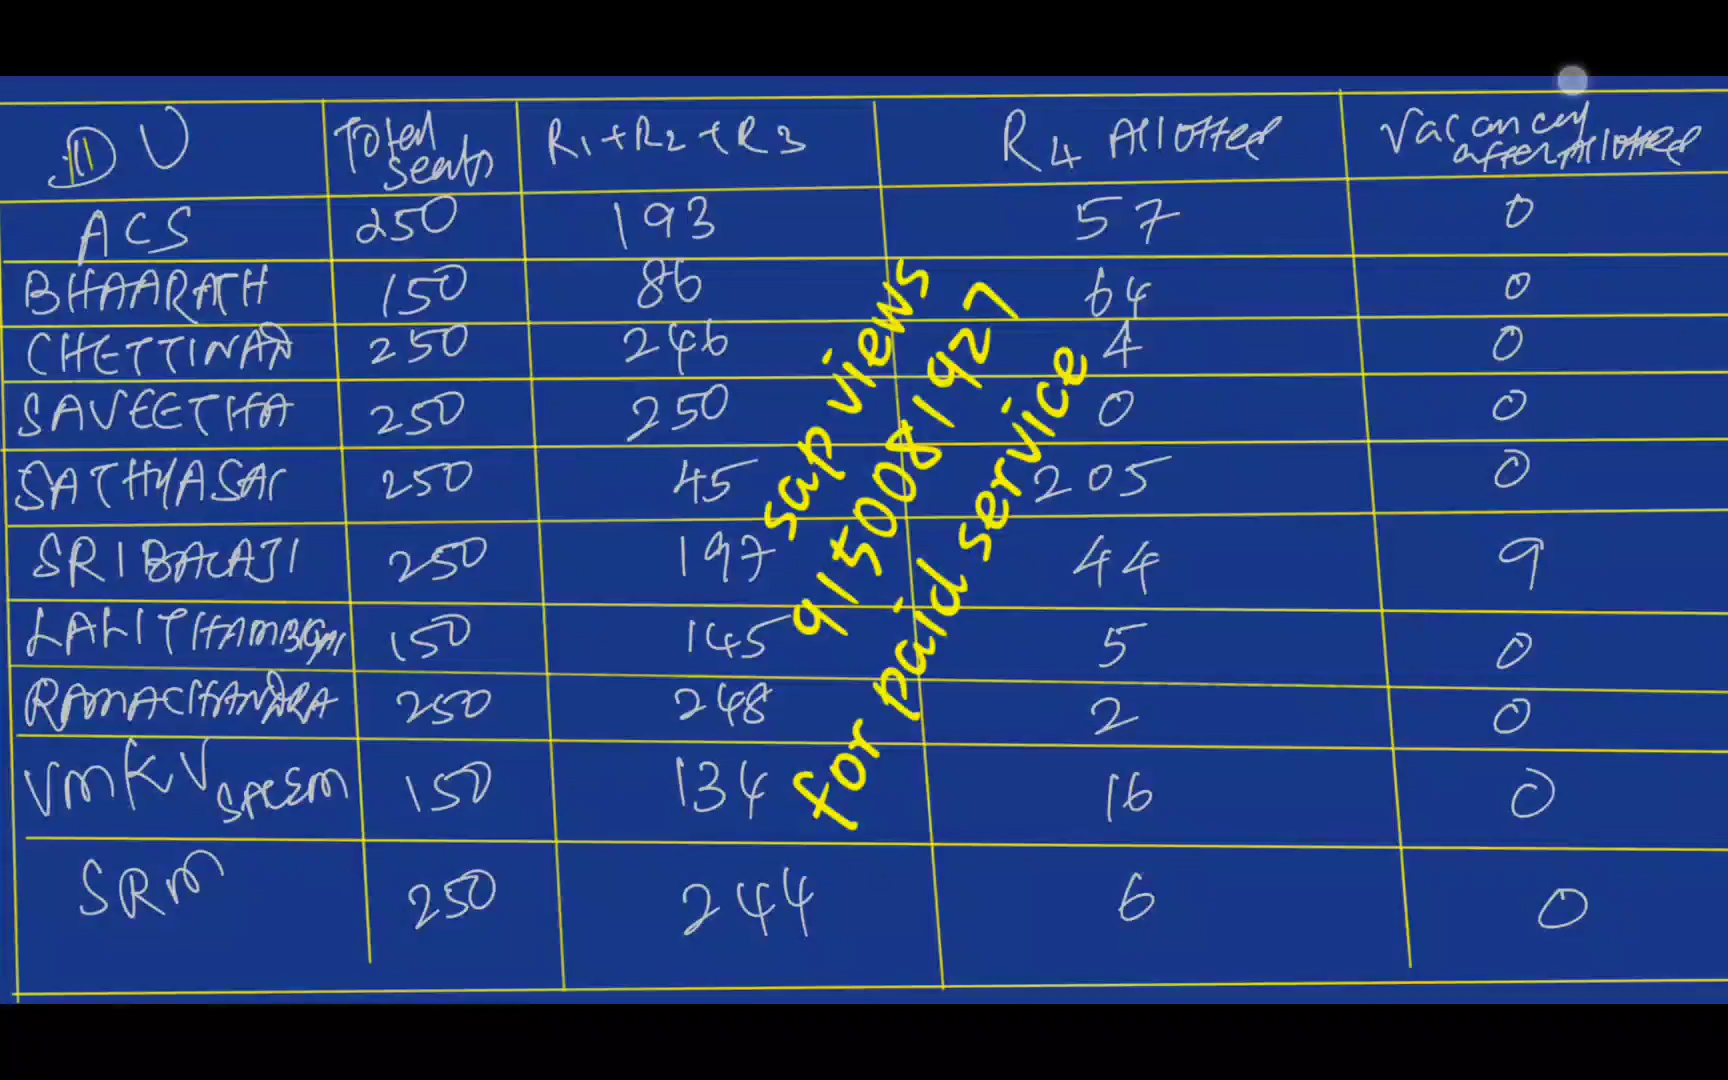 DU Total seats R1+R2+R3 R4 Allotted Vacancy after Allotted
ACS 250 193 57 0
BHAARATH 150 86 64 0
CHETTINAD 250 246 4 0
SAVEETHA 250 250 0 0
SATHYASAI 250 45 205 0
SRI BALAJI 250 197 44 9
LALITHAMBIGAI 150 145 5 0
RAMACHANDRA 250 248 2 0
VMKV 150 134 16 0
SRM 250 244 6 0
sap views
9150081927
for paid service